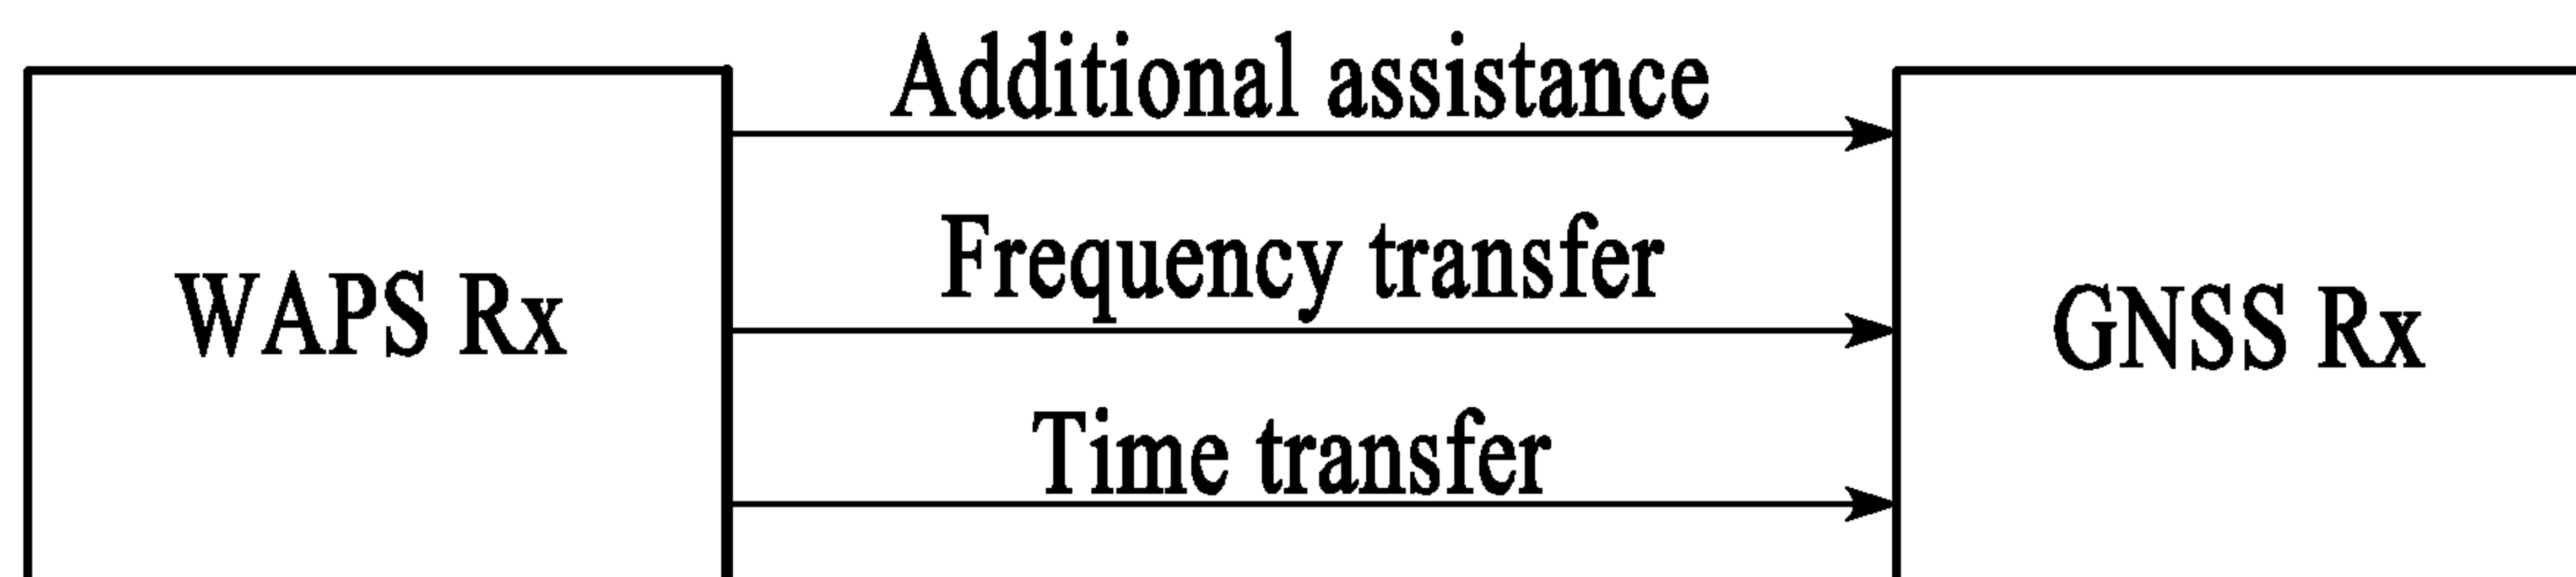 Additional assistance
Frequency transfer
WAPS Rx
GNSS Rx
Time transfer